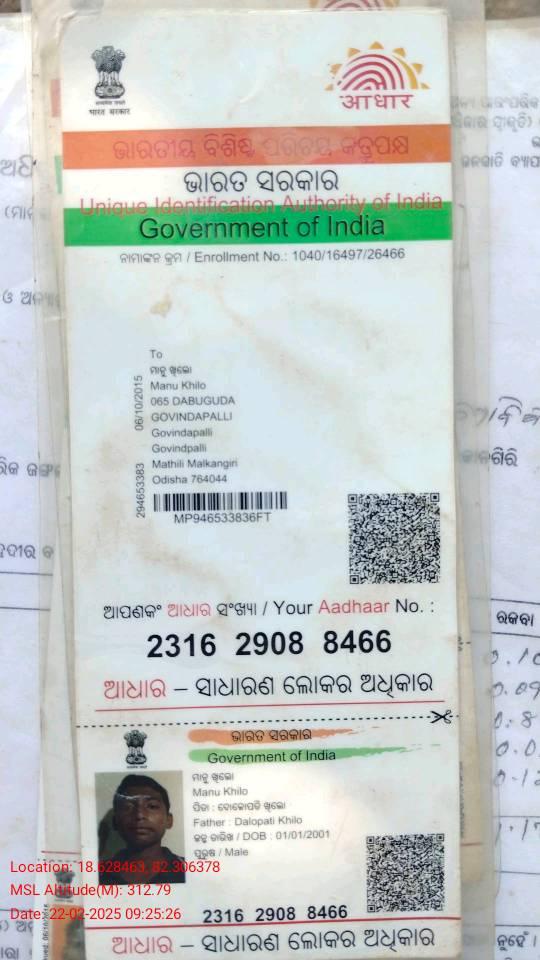 भारत सरकार
आधार
ଭାରତୀୟ ବିଶିଷ୍ଟ ପରିଚୟ କର୍ତୃପକ୍ଷ
ଭାରତ ସରକାର
Unique Identification Authority of India
Government of India
ନାମାଙ୍କନ କ୍ରମ / Enrollment No.: 1040/16497/26466
To
ମାନୁ ଖିଲୋ
Manu Khilo
065 DABUGUDA
GOVINDAPALLI
Govindapalli
Govindpalli
Mathili Malkangiri
Odisha 764044
294653383 06/10/2015
MP946533836FT
ଆପଣଙ୍କ ଆଧାର ସଂଖ୍ୟା / Your Aadhaar No. :
2316 2908 8466
ଆଧାର – ସାଧାରଣ ଲୋକର ଅଧିକାର
ଭାରତ ସରକାର
Government of India
ମାନୁ ଖିଲୋ
Manu Khilo
ପିତା : ଦୋଳୋପତି ଖିଲୋ
Father : Dalopati Khilo
ଜନ୍ମ ତାରିଖ / DOB : 01/01/2001
ପୁରୁଷ / Male
2316 2908 8466
ଆଧାର – ସାଧାରଣ ଲୋକର ଅଧିକାର
Location: 18.628463, 82.306378
MSL Altitude(M): 312.79
Date: 22-02-2025 09:25:26
ରକବା